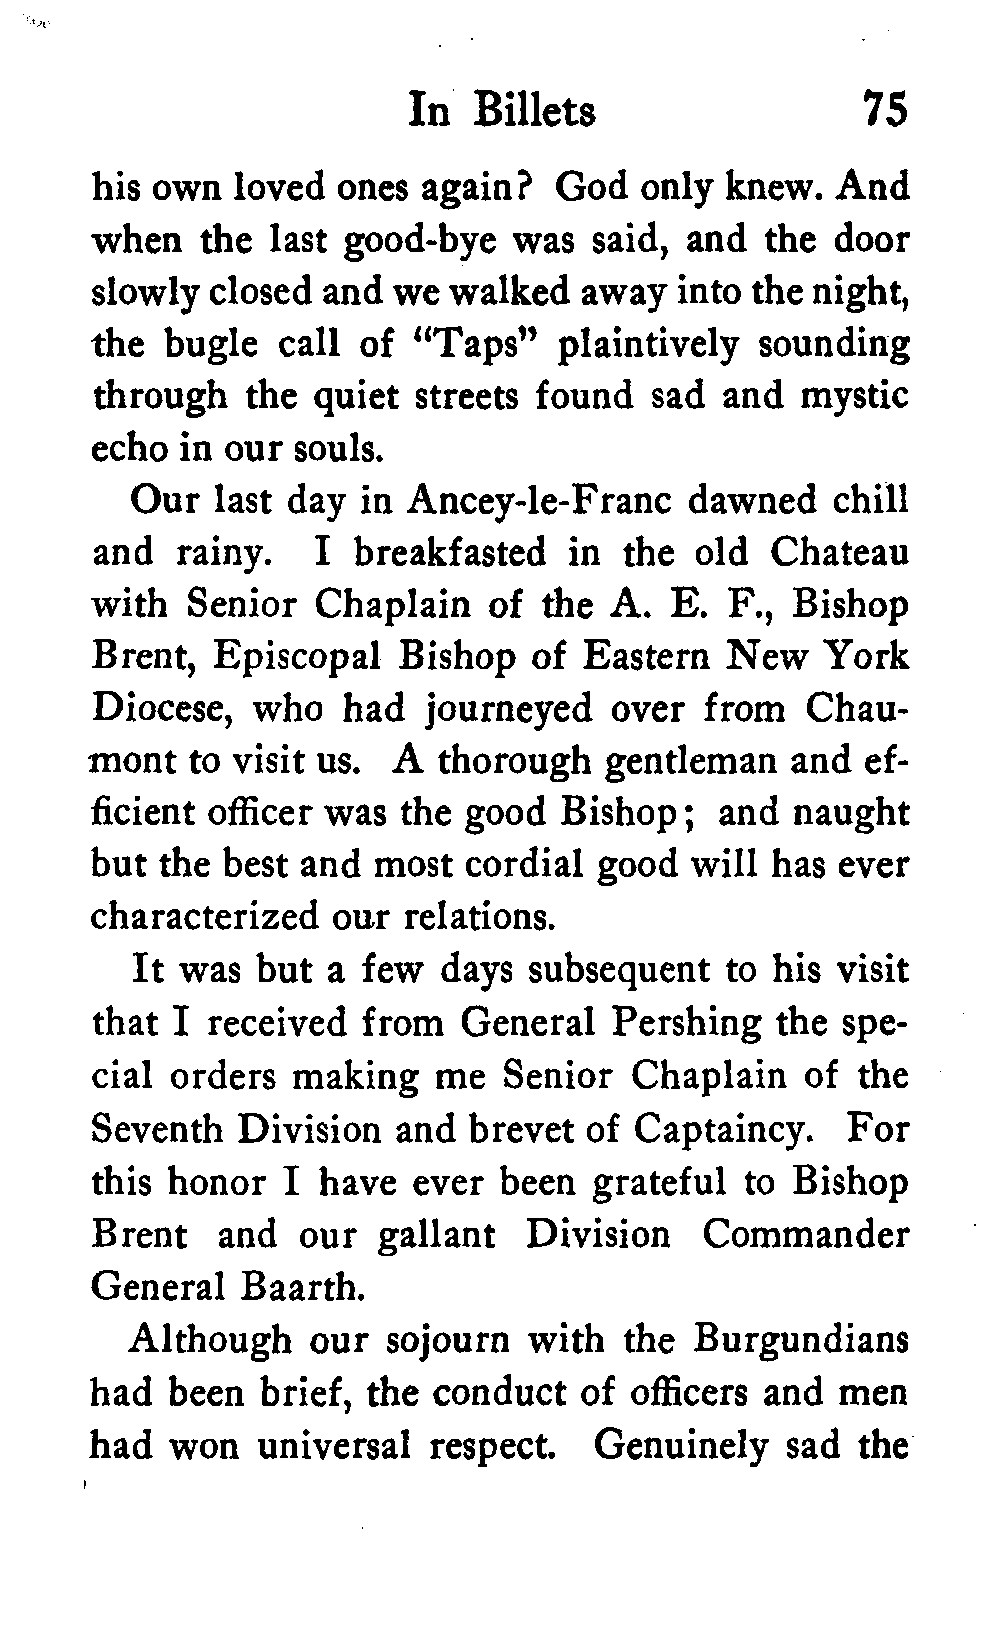 In Billets 75
his own loved ones again? God only knew. And
when the last good-bye was said, and the door
slowly closed and we walked away into the night,
the bugle call of “Taps” plaintively sounding
through the quiet streets found sad and mystic
echo in our souls.
Our last day in Ancey-le-Franc dawned chill
and rainy. I breakfasted in the old Chateau
with Senior Chaplain of the A. E. F., Bishop
Brent, Episcopal Bishop of Eastern New York
Diocese, who had journeyed over from Chau-
mont to visit us. A thorough gentleman and ef-
ficient officer was the good Bishop; and naught
but the best and most cordial good will has ever
characterized our relations.
It was but a few days subsequent to his visit
that I received from General Pershing the spe-
cial orders making me Senior Chaplain of the
Seventh Division and brevet of Captaincy. For
this honor I have ever been grateful to Bishop
Brent and our gallant Division Commander
General Baarth.
Although our sojourn with the Burgundians
had been brief, the conduct of officers and men
had won universal respect. Genuinely sad the